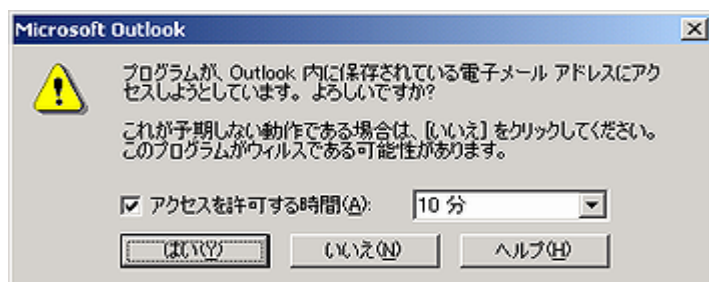 Microsoft Outlook
プログラムが、Outlook 内に保存されている電子メール アドレスにアク
セスしようとしています。よろしいですか?
これが予期しない動作である場合は、[いいえ] をクリックしてください。
このプログラムがウィルスである可能性があります。
アクセスを許可する時間(A): 10 分
はい(Y) いいえ(N) ヘルプ(H)